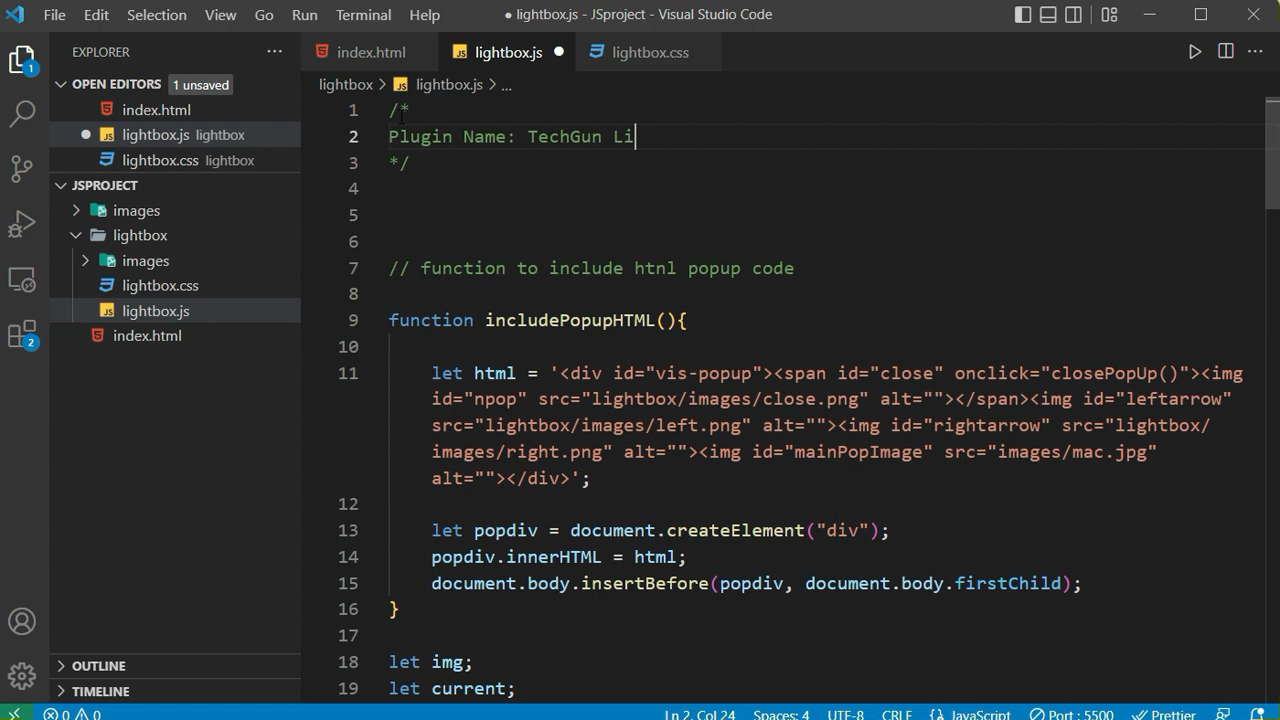 File Edit Selection View Go Run Terminal Help
● lightbox.js - JSproject - Visual Studio Code
EXPLORER ...
OPEN EDITORS 1 unsaved
index.html
lightbox.js lightbox
lightbox.css lightbox
JSPROJECT
images
lightbox
images
lightbox.css
lightbox.js
index.html
OUTLINE
TIMELINE
1
2
index.html lightbox.js lightbox.css
lightbox > lightbox.js > ...
1 /*
2 Plugin Name: TechGun Li
3 */
4
5
6
7 // function to include htnl popup code
8
9 function includePopupHTML(){
10
11 let html = '<div id="vis-popup"><span id="close" onclick="closePopUp()"><img
id="npop" src="lightbox/images/close.png" alt=""></span><img id="leftarrow"
src="lightbox/images/left.png" alt=""><img id="rightarrow" src="lightbox/
images/right.png" alt=""><img id="mainPopImage" src="images/mac.jpg"
alt=""></div>';
12
13 let popdiv = document.createElement("div");
14 popdiv.innerHTML = html;
15 document.body.insertBefore(popdiv, document.body.firstChild);
16 }
17
18 let img;
19 let current;
0 0 Ln 2, Col 24 Spaces: 4 UTF-8 CRLF {} JavaScript Port : 5500 Prettier